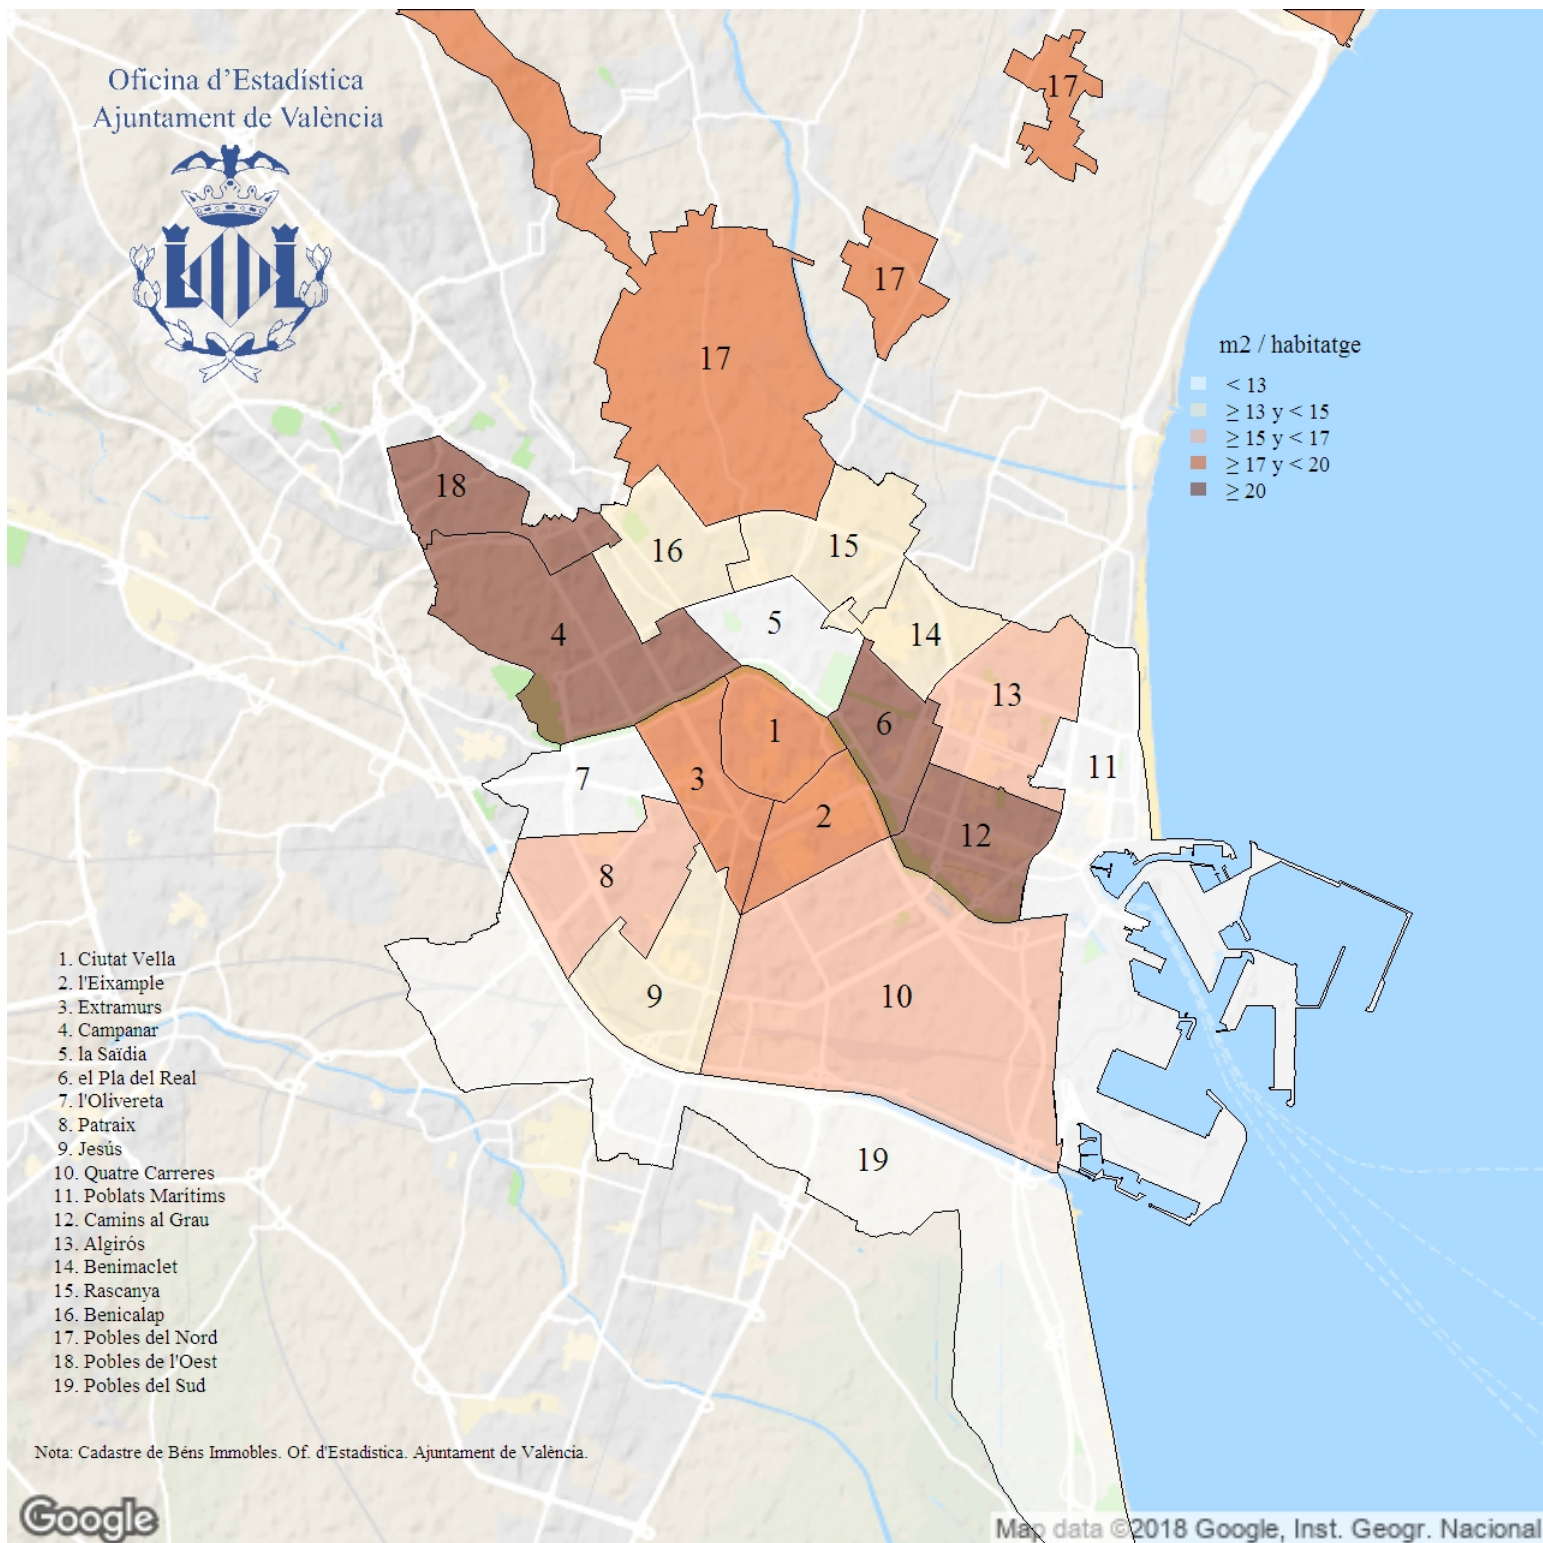 Oficina d'Estadística
Ajuntament de València
17
17
17
m2 / habitatge
< 13
≥ 13 y < 15
≥ 15 y < 17
≥ 17 y < 20
≥ 20
18
16
15
5
4
14
13
6
1
11
7
3
2
12
8
9
10
19
1. Ciutat Vella
2. l'Eixample
3. Extramurs
4. Campanar
5. la Saïdia
6. el Pla del Real
7. l'Olivereta
8. Patraix
9. Jesús
10. Quatre Carreres
11. Poblats Marítims
12. Camins al Grau
13. Algirós
14. Benimaclet
15. Rascanya
16. Benicalap
17. Pobles del Nord
18. Pobles de l'Oest
19. Pobles del Sud
Nota: Cadastre de Béns Immobles. Of. d'Estadística. Ajuntament de València.
Google
Map data ©2018 Google, Inst. Geogr. Nacional